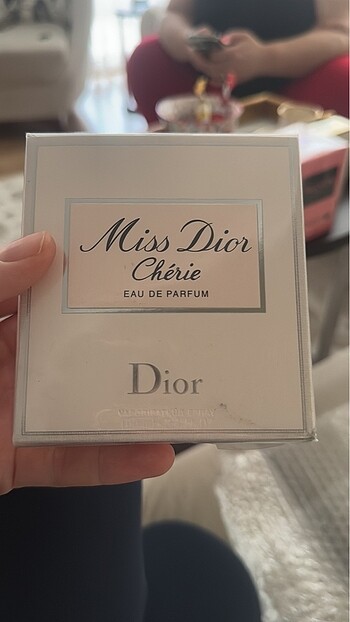 Miss Dior
Chérie
EAU DE PARFUM
Dior